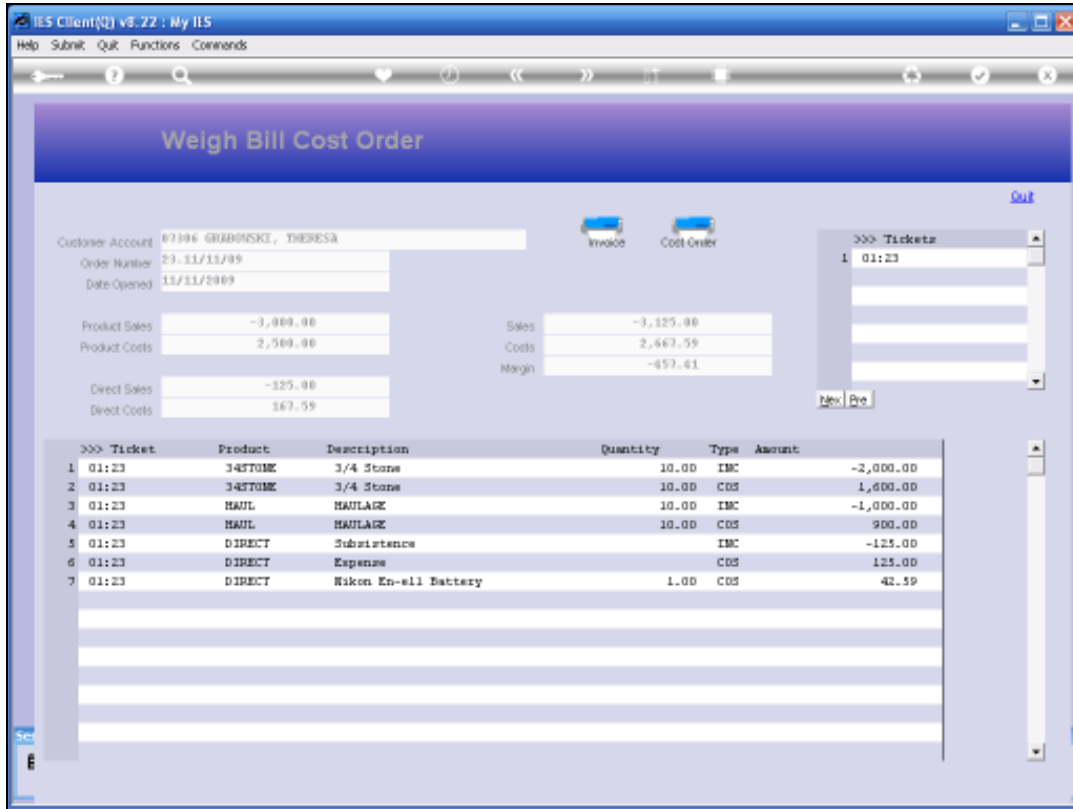 IES Client(Q) v8.22 : My IES
Help Submit Quit Functions Commands
Weigh Bill Cost Order
Quit
Invoice Cost Order
Customer Account 07306 GRABOWSKI, THERESA
Order Number 23.11/11/09
Date Opened 11/11/2009
>>> Tickets
1 01:23
Product Sales -3,000.00 Sales -3,125.00
Product Costs 2,500.00 Costs 2,667.59
Margin -457.41
Direct Sales -125.00
Direct Costs 167.59
Nex Pre
>>> Ticket Product Description Quantity Type Amount
1 01:23 34STONE 3/4 Stone 10.00 INC -2,000.00
2 01:23 34STONE 3/4 Stone 10.00 COS 1,600.00
3 01:23 HAUL HAULAGE 10.00 INC -1,000.00
4 01:23 HAUL HAULAGE 10.00 COS 900.00
5 01:23 DIRECT Subsistence INC -125.00
6 01:23 DIRECT Expense COS 125.00
7 01:23 DIRECT Nikon En-ell Battery 1.00 COS 42.59
Se